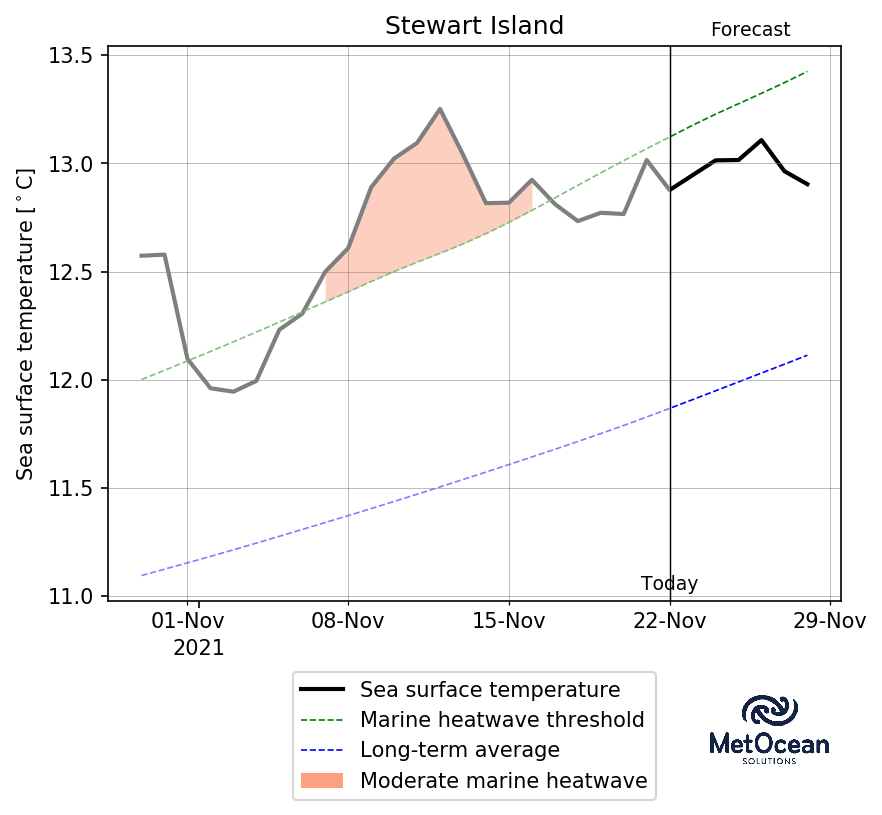 Stewart Island
Forecast
Sea surface temperature [°C]
13.5
13.0
12.5
12.0
11.5
11.0
Today
01-Nov 08-Nov 15-Nov 22-Nov 29-Nov
2021
Sea surface temperature
Marine heatwave threshold
Long-term average
Moderate marine heatwave
MetOcean
SOLUTIONS